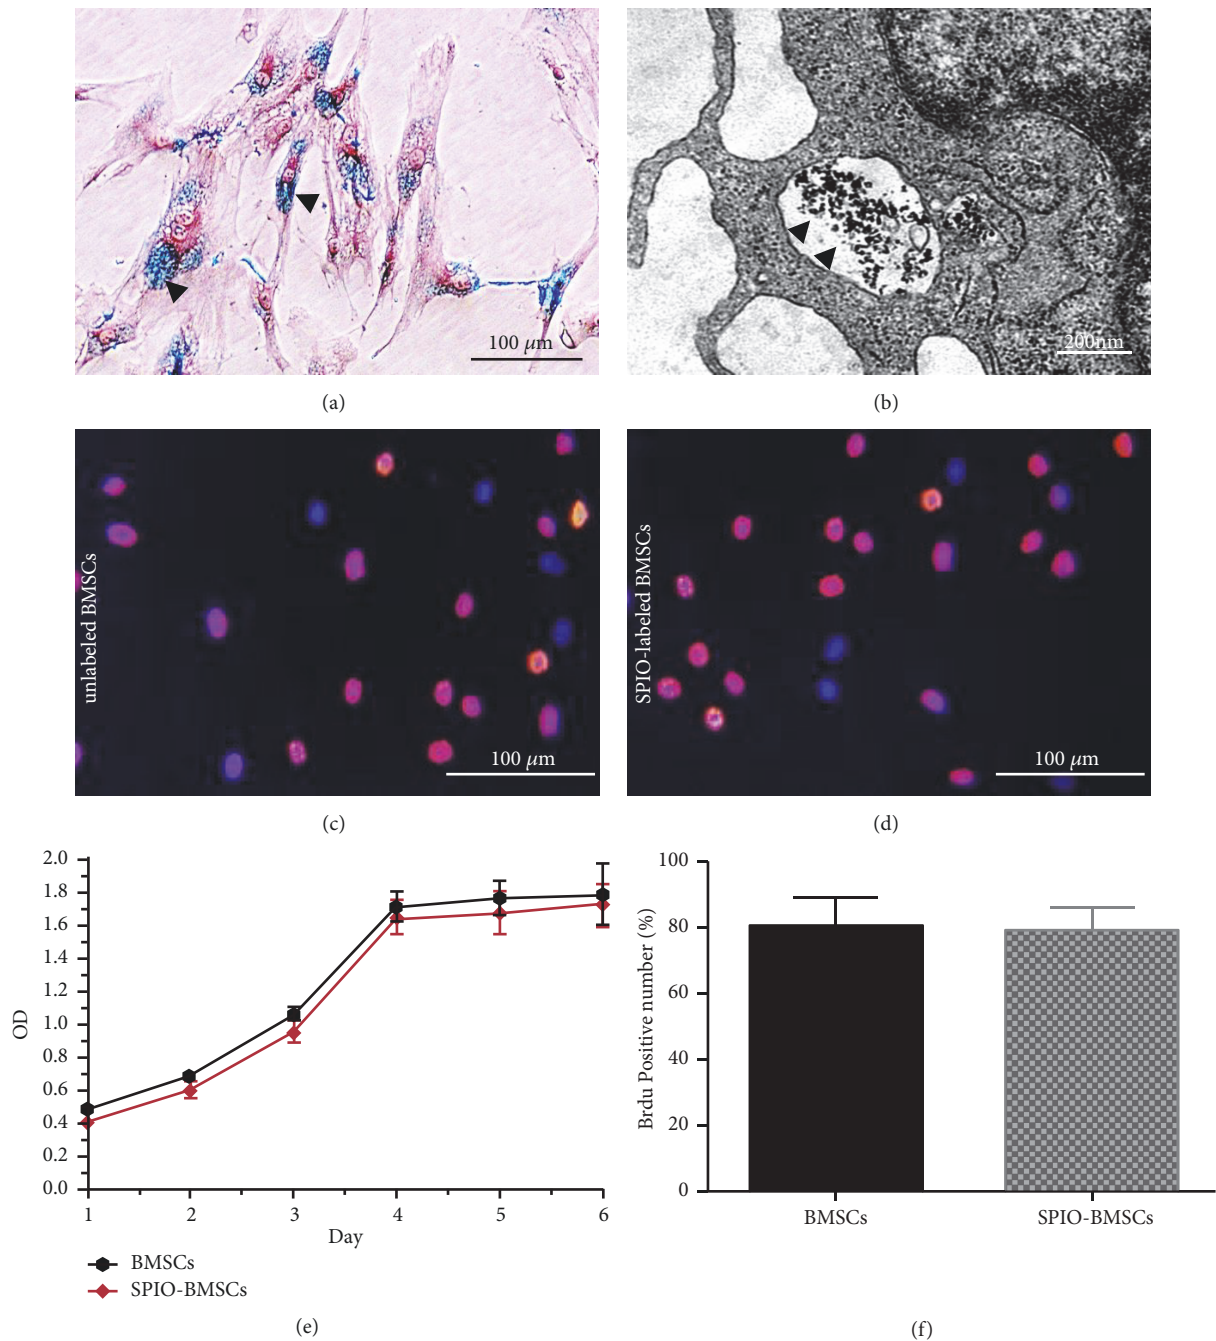 100 μm
(a)
200nm
(b)
unlabeled BMSCs
100 μm
(c)
SPIO-labeled BMSCs
100 μm
(d)
2.0
1.8
1.6
1.4
1.2
1.0
0.8
0.6
0.4
0.2
0.0
OD
1 2 3 4 5 6
Day
BMSCs
SPIO-BMSCs
(e)
100
80
60
40
20
0
Brdu Positive number (%)
BMSCs SPIO-BMSCs
(f)